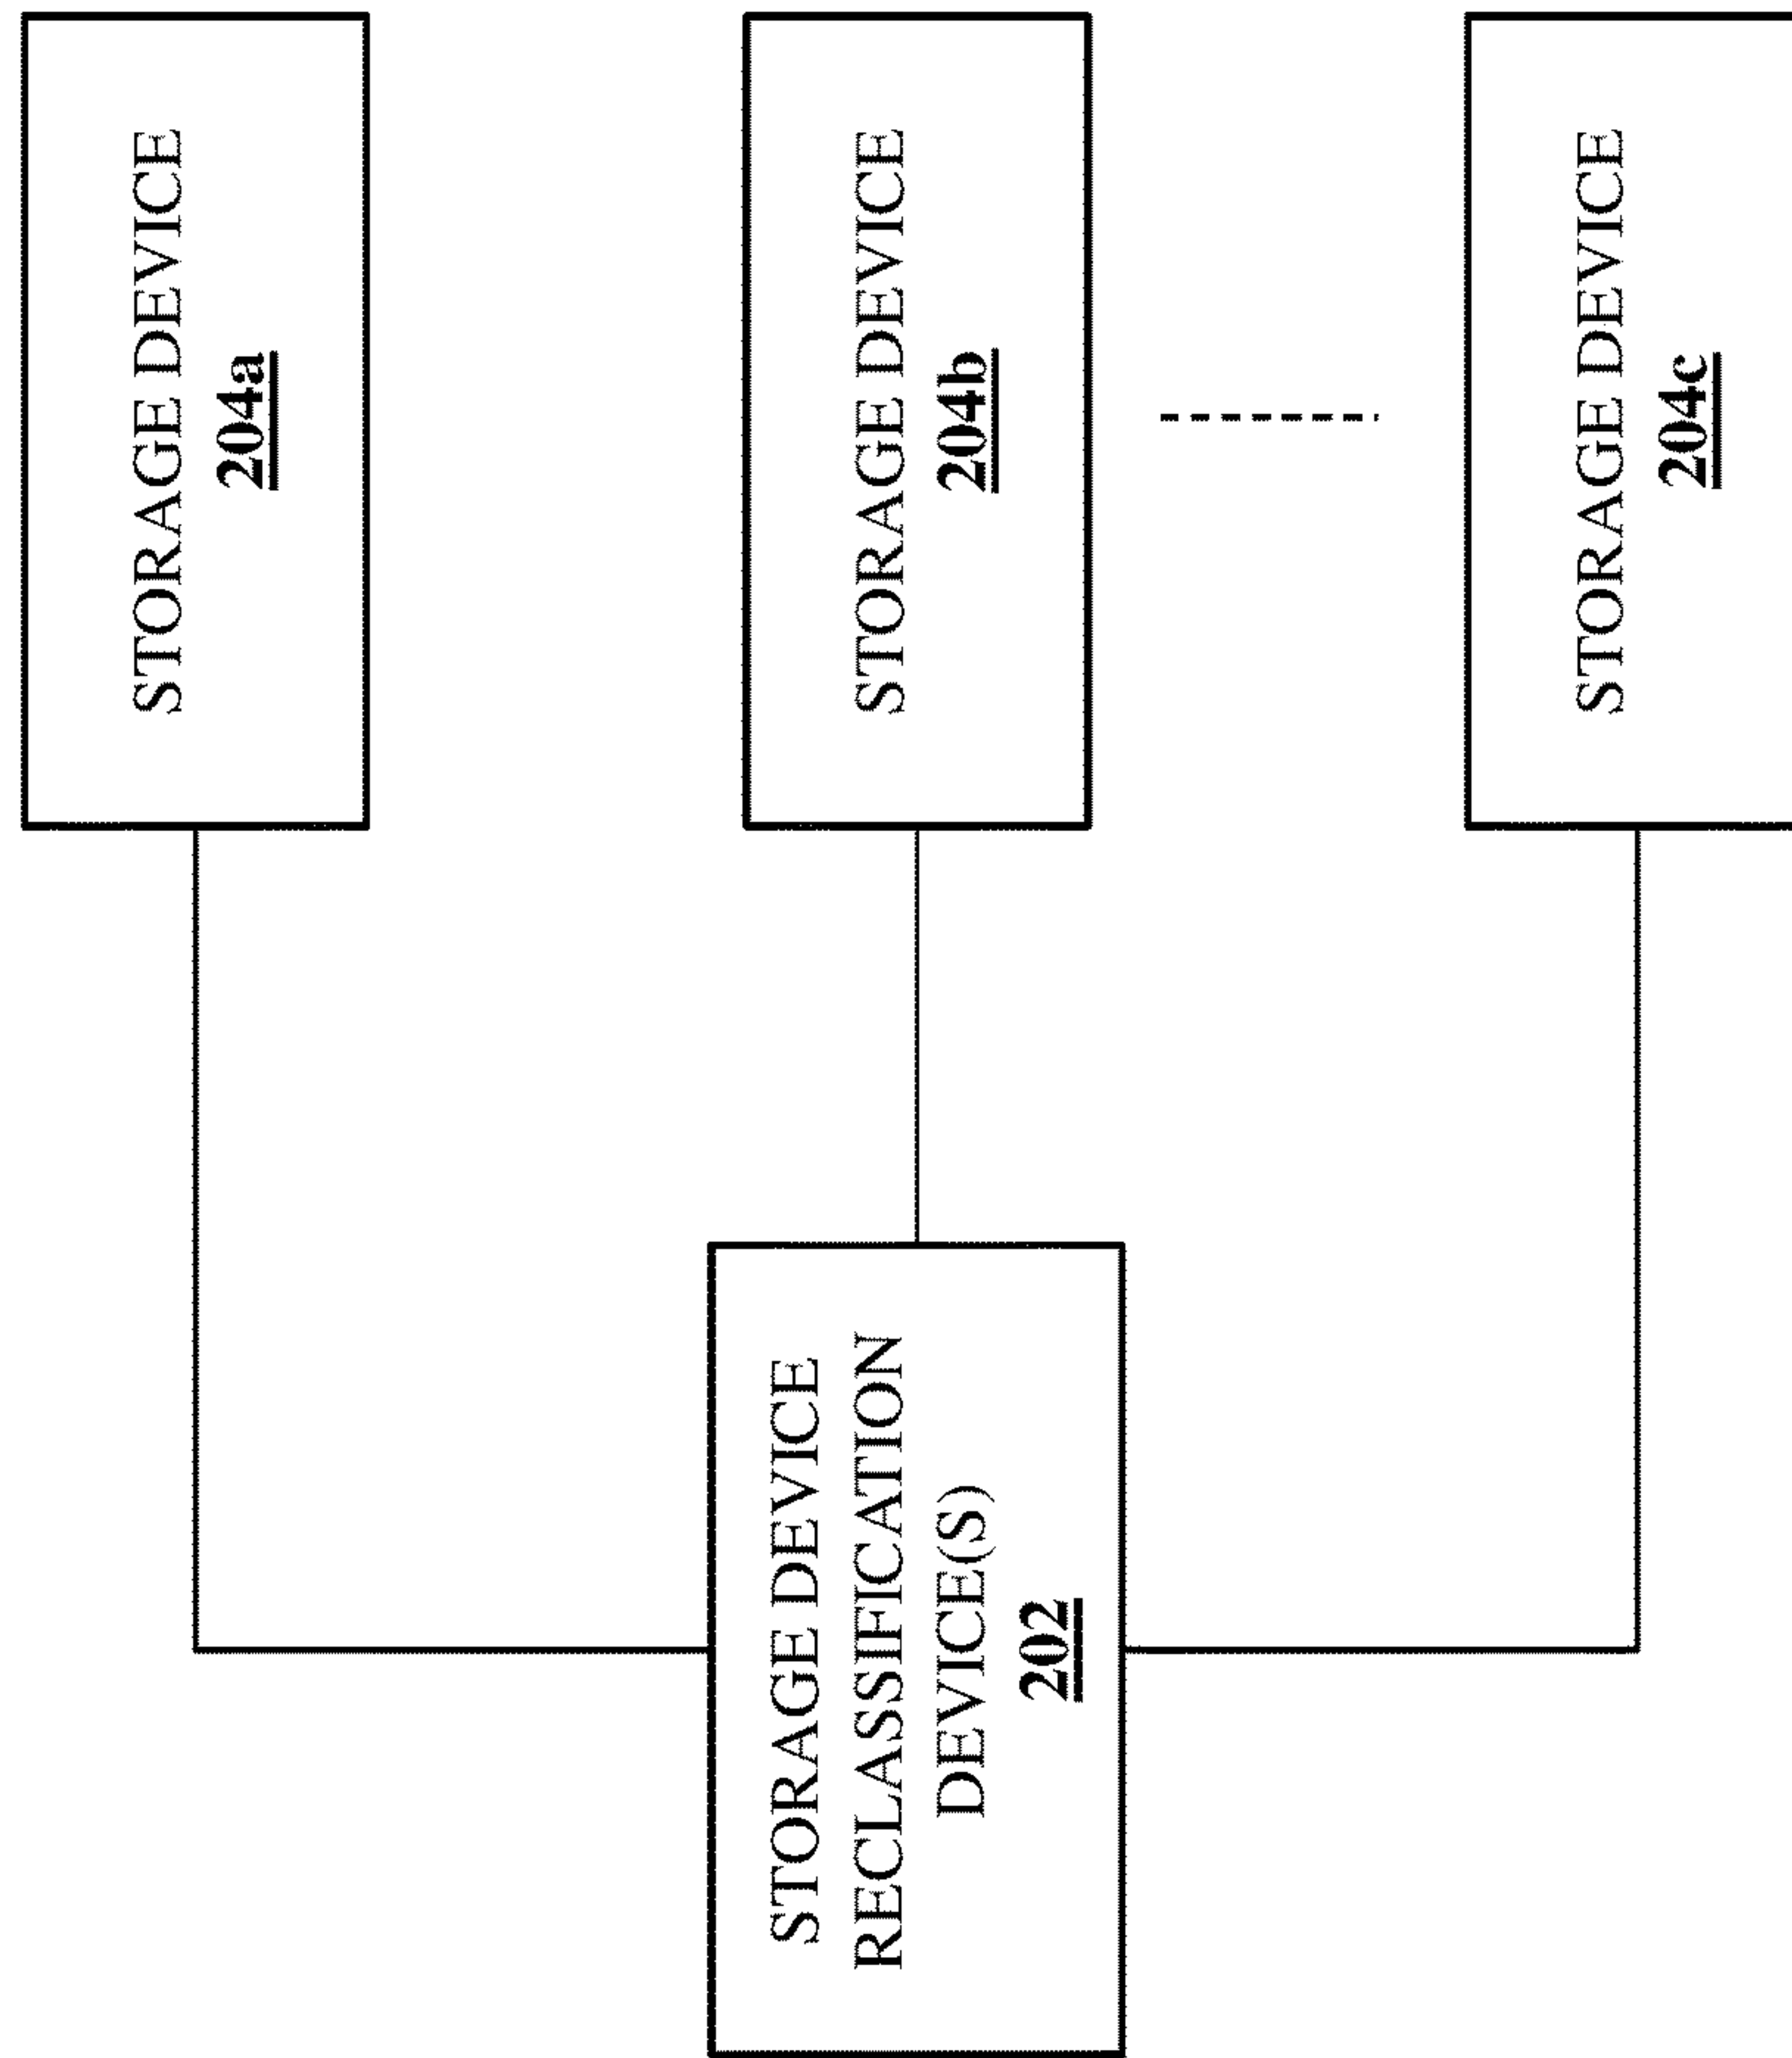 STORAGE DEVICE
RECLASSIFICATION
DEVICE(S)
202
STORAGE DEVICE
204a
STORAGE DEVICE
204b
STORAGE DEVICE
204c